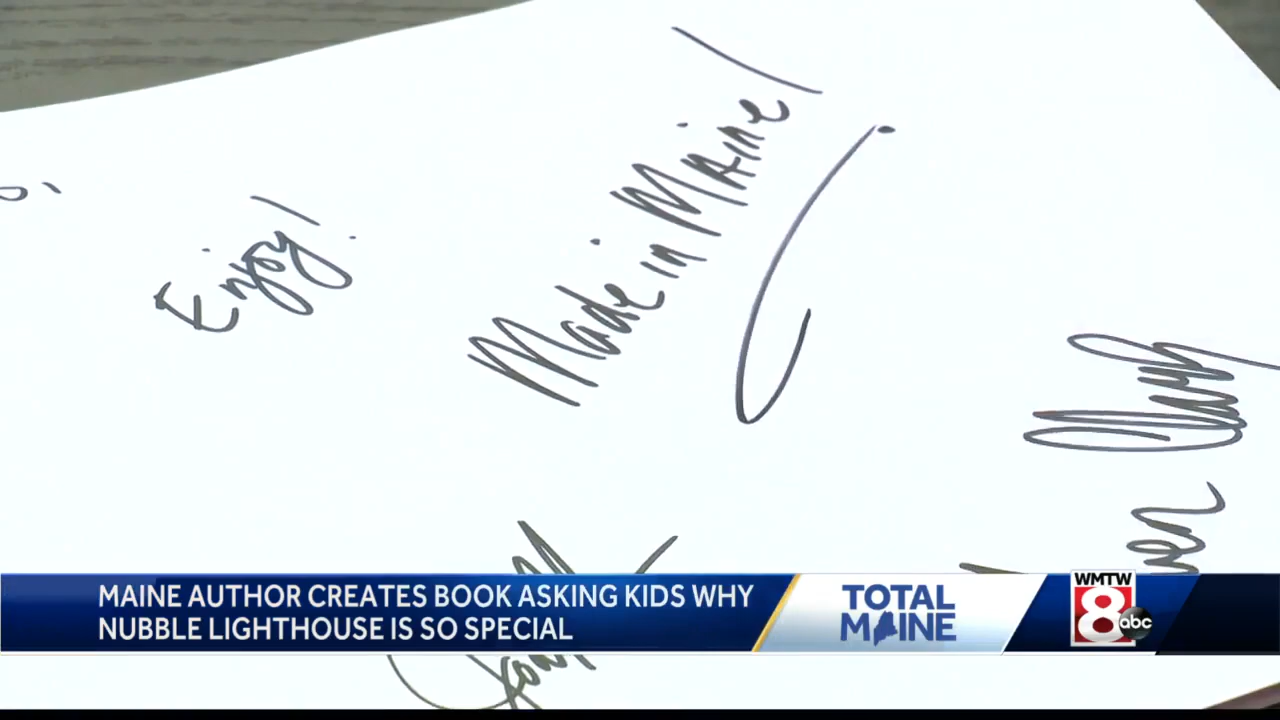 Enjoy!
Made in Maine!
MAINE AUTHOR CREATES BOOK ASKING KIDS WHY
NUBBLE LIGHTHOUSE IS SO SPECIAL
TOTAL
MAINE
WMTW
8
abc